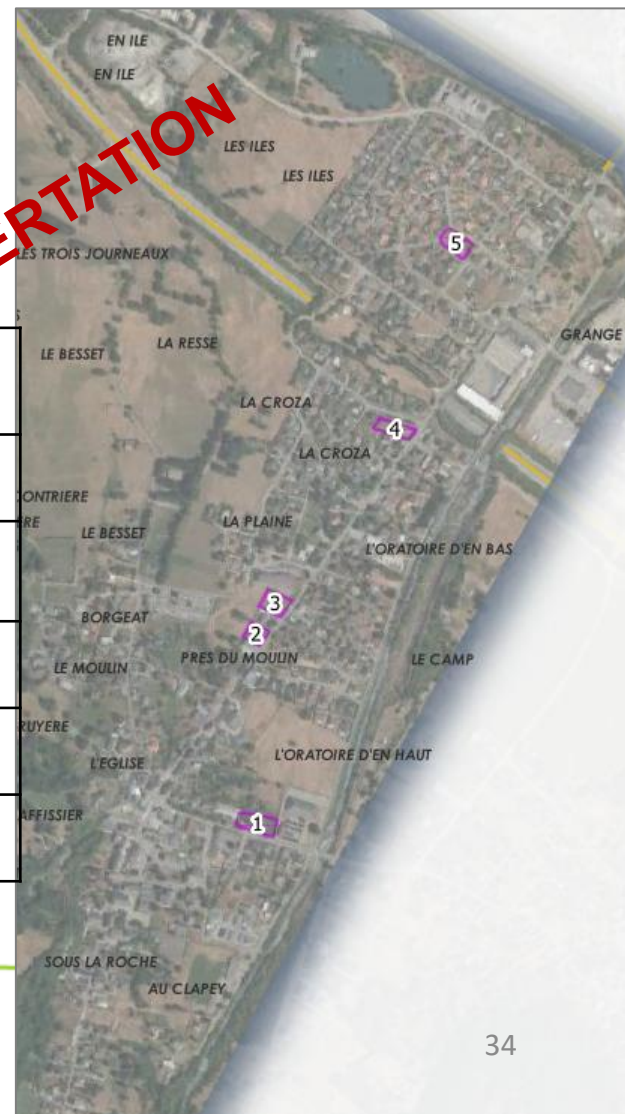 EN ILE
EN ILE
LES ILES
LES ILES
ERTATION
5
LES TROIS JOURNEAUX
GRANGE
LE BESSET
LA RESSE
LA CROZA
4
LA CROZA
ONTRIERE
LA PLAINE
LE BESSET
L'ORATOIRE D'EN BAS
3
BORGEAT
2
PRES DU MOULIN
LE CAMP
LE MOULIN
RUYERE
L'EGLISE
L'ORATOIRE D'EN HAUT
AFFISSIER
1
SOUS LA ROCHE
AU CLAPEY
34